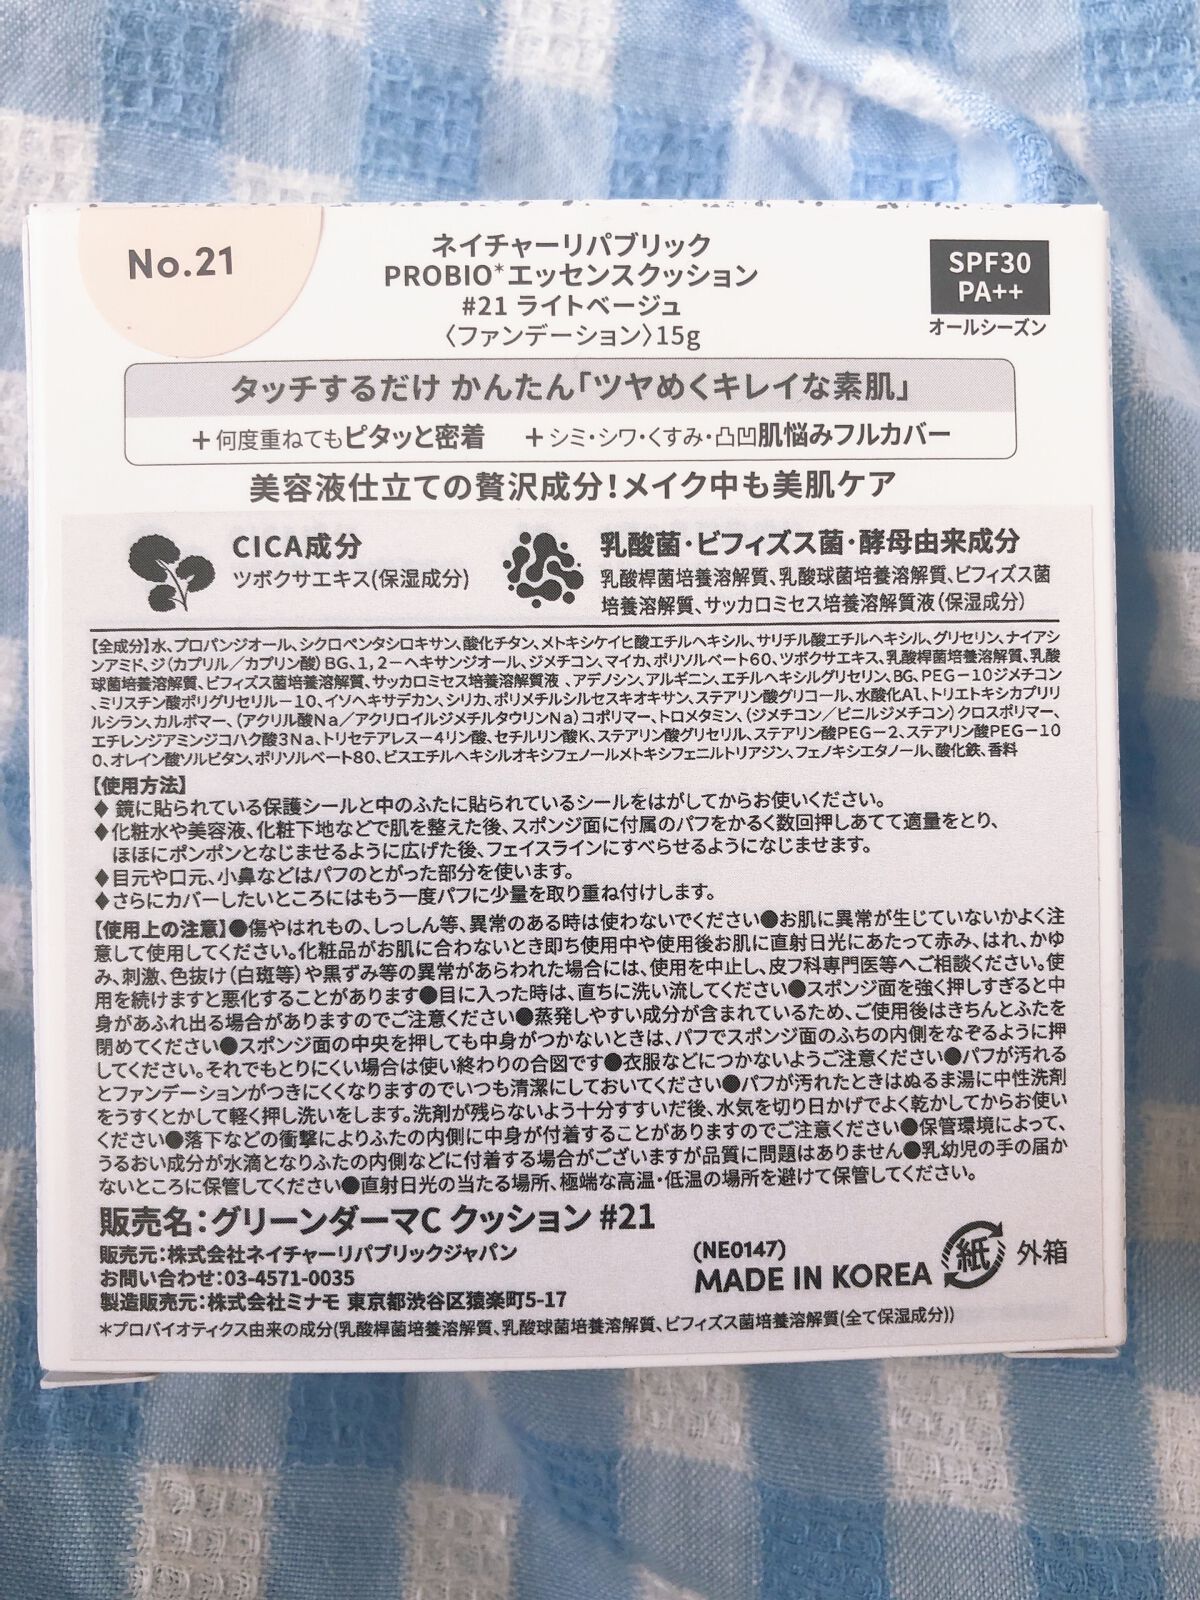 No.21
ネイチャーリパブリック
PROBIO*エッセンスクッション
#21 ライトベージュ
〈ファンデーション〉15g
SPF30
PA++
オールシーズン
タッチするだけ かんたん「ツヤめくキレイな素肌」
＋何度重ねてもピタッと密着 ＋シミ・シワ・くすみ・凸凹肌悩みフルカバー
美容液仕立ての贅沢成分！メイク中も美肌ケア
CICA成分
ツボクサエキス(保湿成分)
乳酸菌・ビフィズス菌・酵母由来成分
乳酸桿菌培養溶解質、乳酸球菌培養溶解質、ビフィズス菌
培養溶解質、サッカロミセス培養溶解質液（保湿成分）
【全成分】水、プロパンジオール、シクロペンタシロキサン、酸化チタン、メトキシケイヒ酸エチルヘキシル、サリチル酸エチルヘキシル、グリセリン、ナイアシ
ンアミド、ジ（カプリル／カプリン酸）BG、1,2－ヘキサンジオール、ジメチコン、マイカ、ポリソルベート60、ツボクサエキス、乳酸桿菌培養溶解質、乳酸
球菌培養溶解質、ビフィズス菌培養溶解質、サッカロミセス培養溶解質液 、アデノシン、アルギニン、エチルヘキシルグリセリン、BG、PEG－10ジメチコン
、ミリスチン酸ポリグリセリル－10、イソヘキサデカン、シリカ、ポリメチルシルセスキオキサン、ステアリン酸グリコール、水酸化Al、トリエトキシカプリリ
ルシラン、カルボマー、（アクリル酸Na／アクリロイルジメチルタウリンNa）コポリマー、トロメタミン、（ジメチコン／ビニルジメチコン）クロスポリマー、
エチレンジアミンジコハク酸3Na、トリセテアレス－4リン酸、セチルリン酸K、ステアリン酸グリセリル、ステアリン酸PEG－2、ステアリン酸PEG－10
0、オレイン酸ソルビタン、ポリソルベート80、ビスエチルヘキシルオキシフェノールメトキシフェニルトリアジン、フェノキシエタノール、酸化鉄、香料
【使用方法】
♦ 鏡に貼られている保護シールと中のふたに貼られているシールをはがしてからお使いください。
♦化粧水や美容液、化粧下地などで肌を整えた後、スポンジ面に付属のパフをかるく数回押しあてて適量をとり、
ほほにポンポンとなじませるように広げた後、フェイスラインにすべらせるようになじませます。
♦目元や口元、小鼻などはパフのとがった部分を使います。
♦さらにカバーしたいところにはもう一度パフに少量を取り重ね付けします。
【使用上の注意】●傷やはれもの、しっしん等、異常のある時は使わないでください●お肌に異常が生じていないかよく注
意して使用してください。化粧品がお肌に合わないとき即ち使用中や使用後お肌に直射日光にあたって赤み、はれ、かゆ
み、刺激、色抜け（白斑等）や黒ずみ等の異常があらわれた場合には、使用を中止し、皮フ科専門医等へご相談ください。使
用を続けますと悪化することがあります●目に入った時は、直ちに洗い流してください●スポンジ面を強く押しすぎると中
身があふれ出る場合がありますのでご注意ください●蒸発しやすい成分が含まれているため、ご使用後はきちんとふたを
閉めてください●スポンジ面の中央を押しても中身がつかないときは、パフでスポンジ面のふちの内側をなぞるように押
してください。それでもとりにくい場合は使い終わりの合図です●衣服などにつかないようご注意ください●パフが汚れる
とファンデーションがつきにくくなりますのでいつも清潔にしておいてください●パフが汚れたときはぬるま湯に中性洗剤
をうすくとかして軽く押し洗いをします。洗剤が残らないよう十分すすいだ後、水気を切り日かげでよく乾かしてからお使い
ください●落下などの衝撃によりふたの内側に中身が付着することがありますのでご注意ください●保管環境によって、
うるおい成分が水滴となりふたの内側などに付着する場合がございますが品質に問題はありません●乳幼児の手の届か
ないところに保管してください●直射日光の当たる場所、極端な高温・低温の場所を避けて保管してください。
販売名：グリーンダーマC クッション #21
販売元：株式会社ネイチャーリパブリックジャパン
お問い合わせ：03-4571-0035
製造販売元：株式会社ミナモ 東京都渋谷区猿楽町5-17
（NE0147）
MADE IN KOREA
紙 外箱
＊プロバイオティクス由来の成分(乳酸桿菌培養溶解質、乳酸球菌培養溶解質、ビフィズス菌培養溶解質(全て保湿成分))